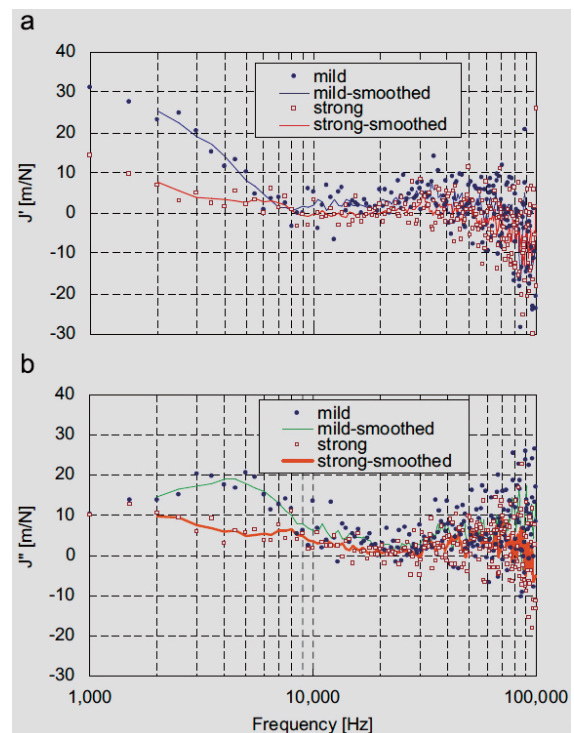 a
40
30
20
10
0
-10
-20
-30
J' [m/N]
mild
mild-smoothed
strong
strong-smoothed
b
40
30
20
10
0
-10
-20
-30
J" [m/N]
mild
mild-smoothed
strong
strong-smoothed
1,000 10,000 100,000
Frequency [Hz]